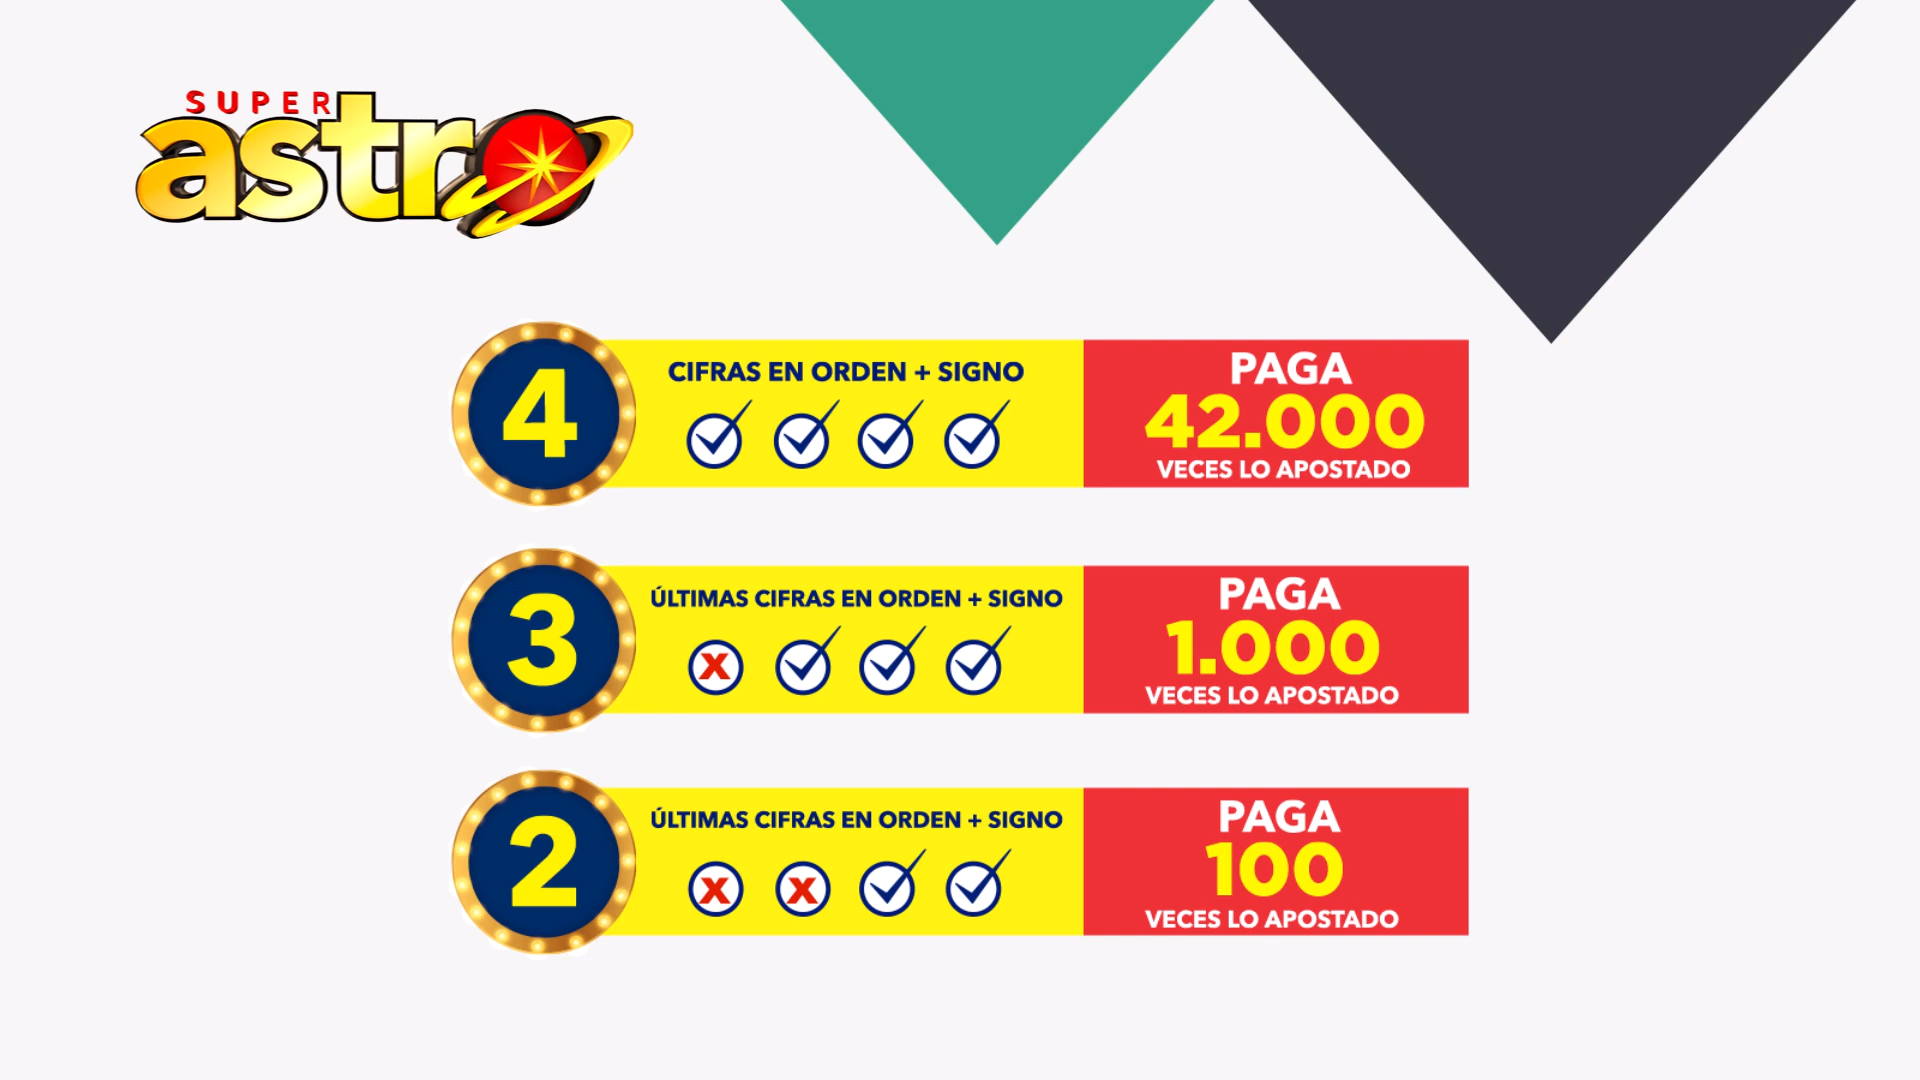 SUPER
astro
4
CIFRAS EN ORDEN + SIGNO
PAGA
42.000
VECES LO APOSTADO
3
ÚLTIMAS CIFRAS EN ORDEN + SIGNO
X
PAGA
1.000
VECES LO APOSTADO
2
ÚLTIMAS CIFRAS EN ORDEN + SIGNO
X X
PAGA
100
VECES LO APOSTADO